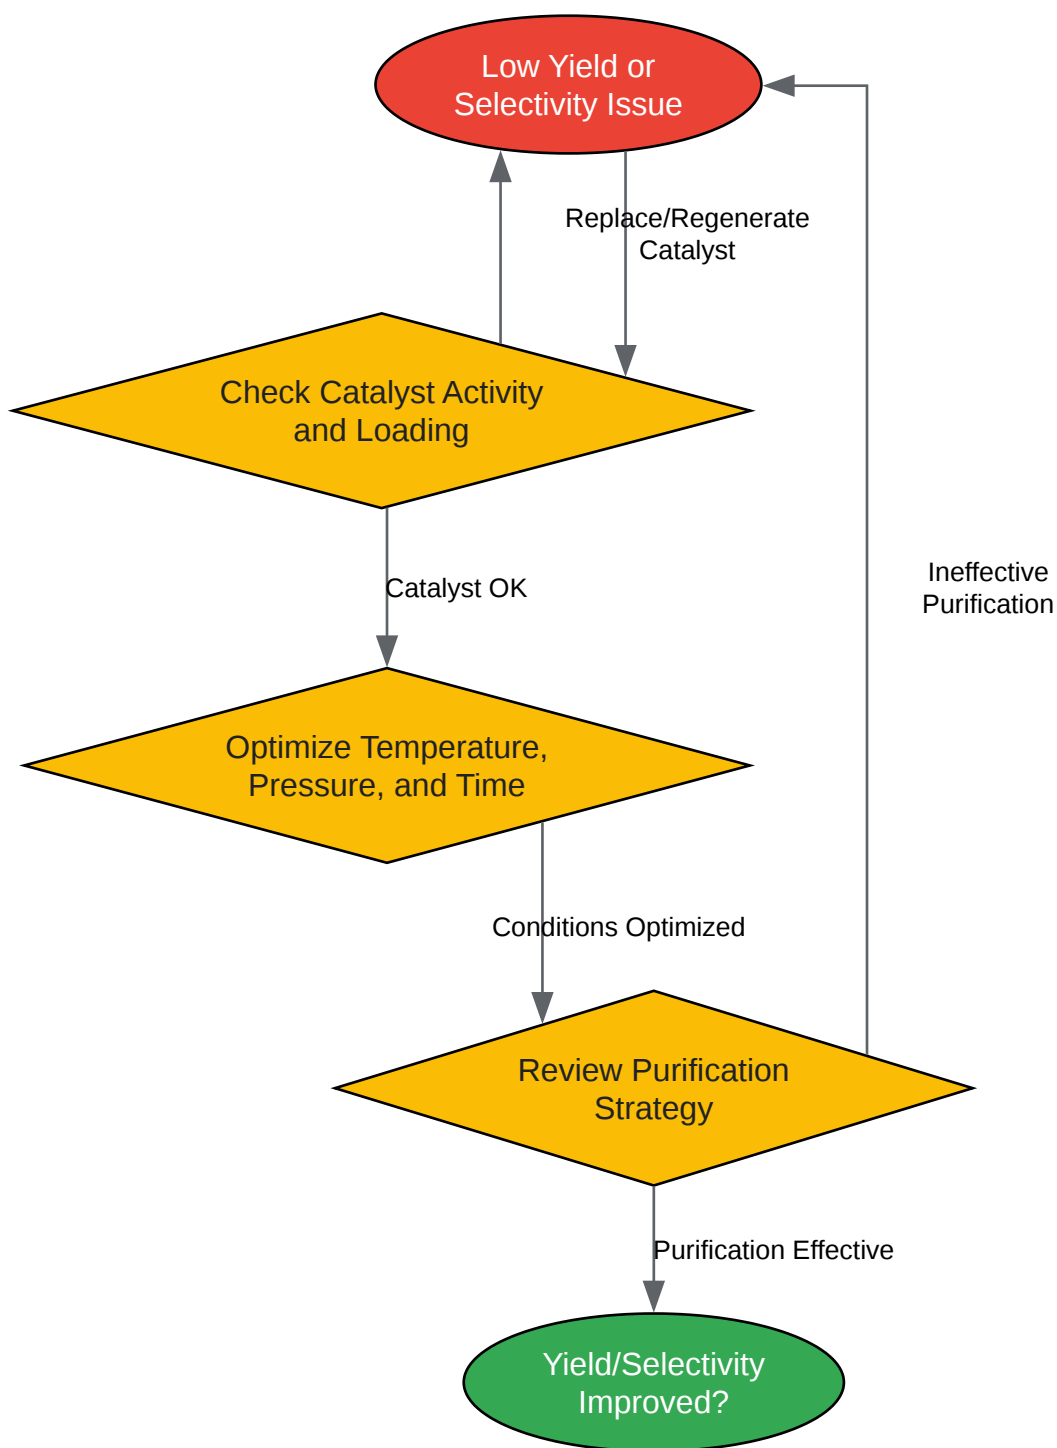 Low Yield or
Selectivity Issue
Replace/Regenerate
Catalyst
Check Catalyst Activity
and Loading
Catalyst OK
Ineffective
Purification
Optimize Temperature,
Pressure, and Time
Conditions Optimized
Review Purification
Strategy
Purification Effective
Yield/Selectivity
Improved?